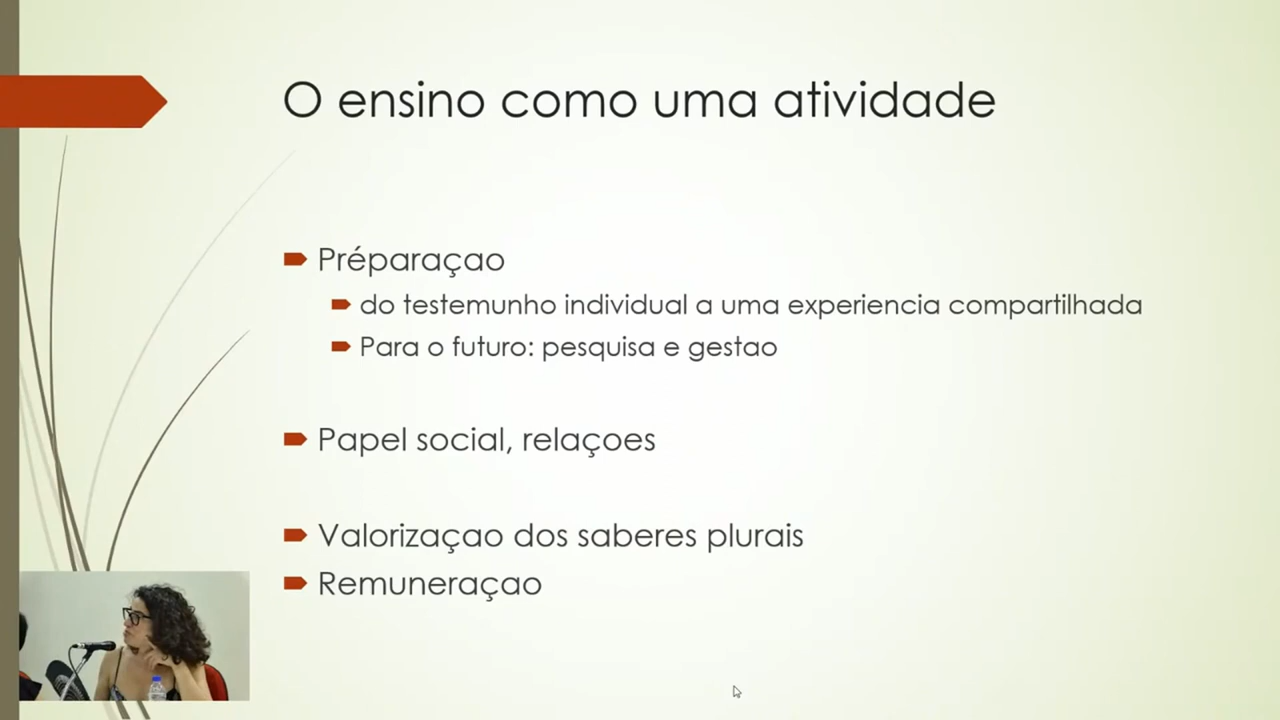 O ensino como uma atividade
Préparaçao
do testemunho individual a uma experiencia compartilhada
Para o futuro: pesquisa e gestao
Papel social, relaçoes
Valorizaçao dos saberes plurais
Remuneraçao